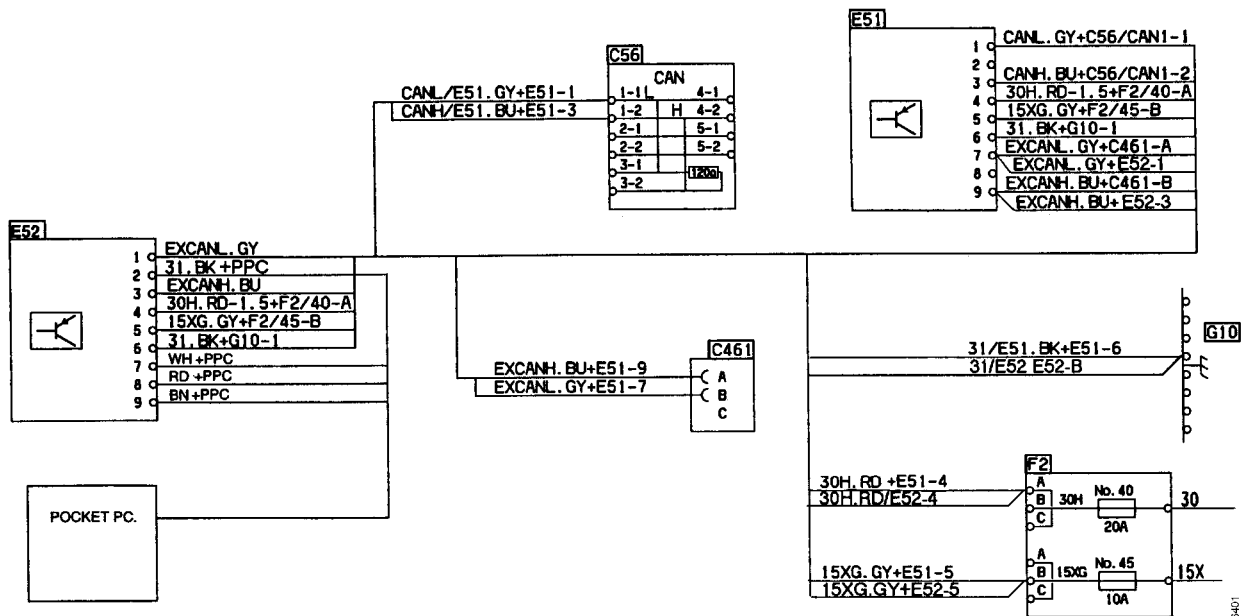 E51
1 CANL. GY+C56/CAN1-1
2
3 CANH. BU+C56/CAN1-2
4 30H. RD-1.5+F2/40-A
5 15XG. GY+F2/45-B
6 31. BK+G10-1
7 EXCANL. GY+C461-A
EXCANL. GY+E52-1
8
9 EXCANH. BU+C461-B
EXCANH. BU+ E52-3
C56
CAN
CANL/E51. GY+E51-1
CANH/E51. BU+E51-3
1-1 L 4-1
1-2 H 4-2
2-1 5-1
2-2 5-2
3-1
120Ω
3-2
E52
1 EXCANL. GY
2 31. BK +PPC
3 EXCANH. BU
4 30H. RD-1.5+F2/40-A
5 15XG. GY+F2/45-B
6 31. BK+G10-1
7 WH +PPC
8 RD +PPC
9 BN +PPC
C461
EXCANH. BU+E51-9 A
EXCANL. GY+E51-7 B
C
G10
31/E51. BK+E51-6
31/E52 E52-B
POCKET PC.
F2
30H. RD +E51-4
30H. RD/E52-4
A
B 30H No. 40 30
C 20A
15XG. GY+E51-5
15XG. GY+E52-5
A
B 15XG No. 45 15X
C 10A